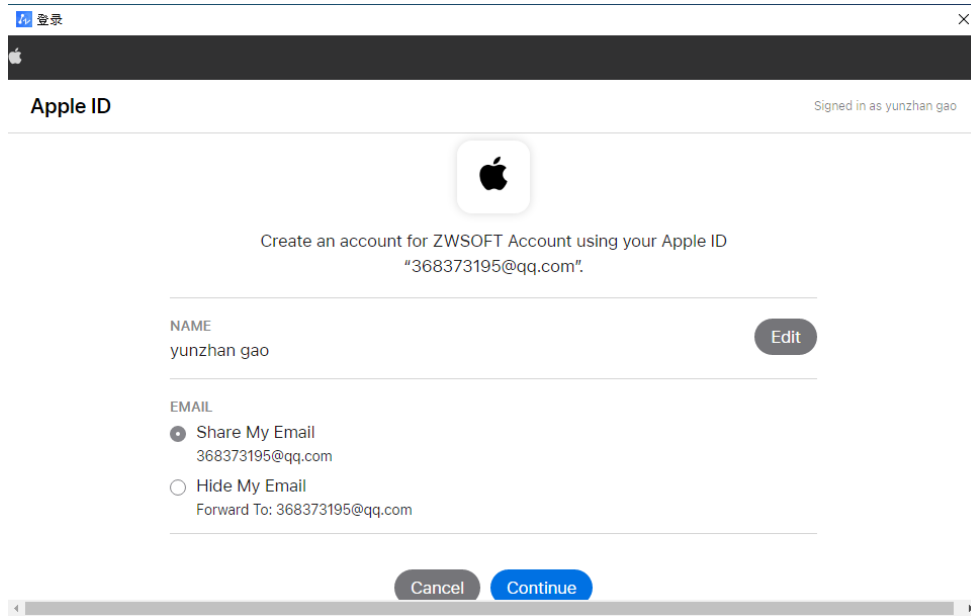 登录
Apple ID
Signed in as yunzhan gao
Create an account for ZWSOFT Account using your Apple ID
“368373195@qq.com”.
NAME
yunzhan gao
Edit
EMAIL
Share My Email
368373195@qq.com
Hide My Email
Forward To: 368373195@qq.com
Cancel
Continue